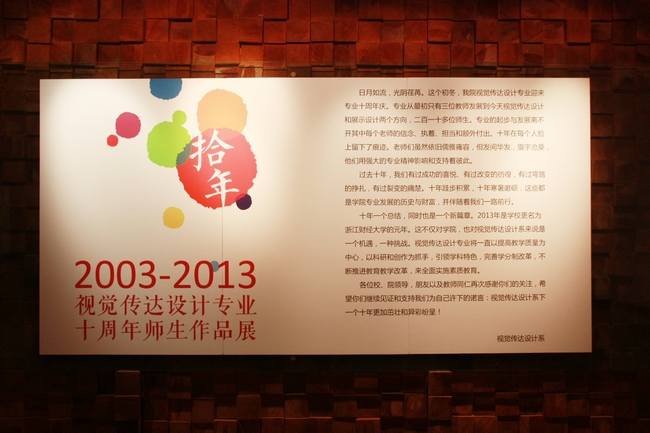 拾年
2003-2013
视觉传达设计专业
十周年师生作品展
日月如流，光阴荏苒。这个初冬，我院视觉传达设计专业迎来
专业十周年庆。专业从最初只有三位教师发展到今天视觉传达设计
和展示设计两个方向，二百一十多位师生。专业的起步与发展离不
开其中每个老师的信念、执着、担当和额外付出。十年在每个人脸
上留下了痕迹。老师们虽然依旧儒雅雍容，但发间华发，
他们用强大的专业精神影响和支持着彼此。
过去十年，我们有过成功的喜悦，有过改变的彷徨，有过弯路
的挣扎，有过裂变的痛楚。十年跬步积累，十年寒暑磨砺，这些都
是学院专业发展的历史与财富，并伴随着我们一路前行。
十年一个总结，同时也是一个新篇章。2013年是学校更名为
浙江财经大学的元年。这不仅对学院，也对视觉传达设计系来说是
一个机遇，一种挑战。视觉传达设计专业将一直以提高教学质量为
中心，以科研和创作为抓手，引领学科特色，完善学分制改革，不
断推进教育教学改革，来全面实施素质教育。
各位校、院领导，朋友以及教师同仁再次感谢你们的关注，希
望你们继续见证和支持我们为自己许下的诺言：视觉传达设计系下
一个十年更加茁壮和异彩纷呈！
视觉传达设计系